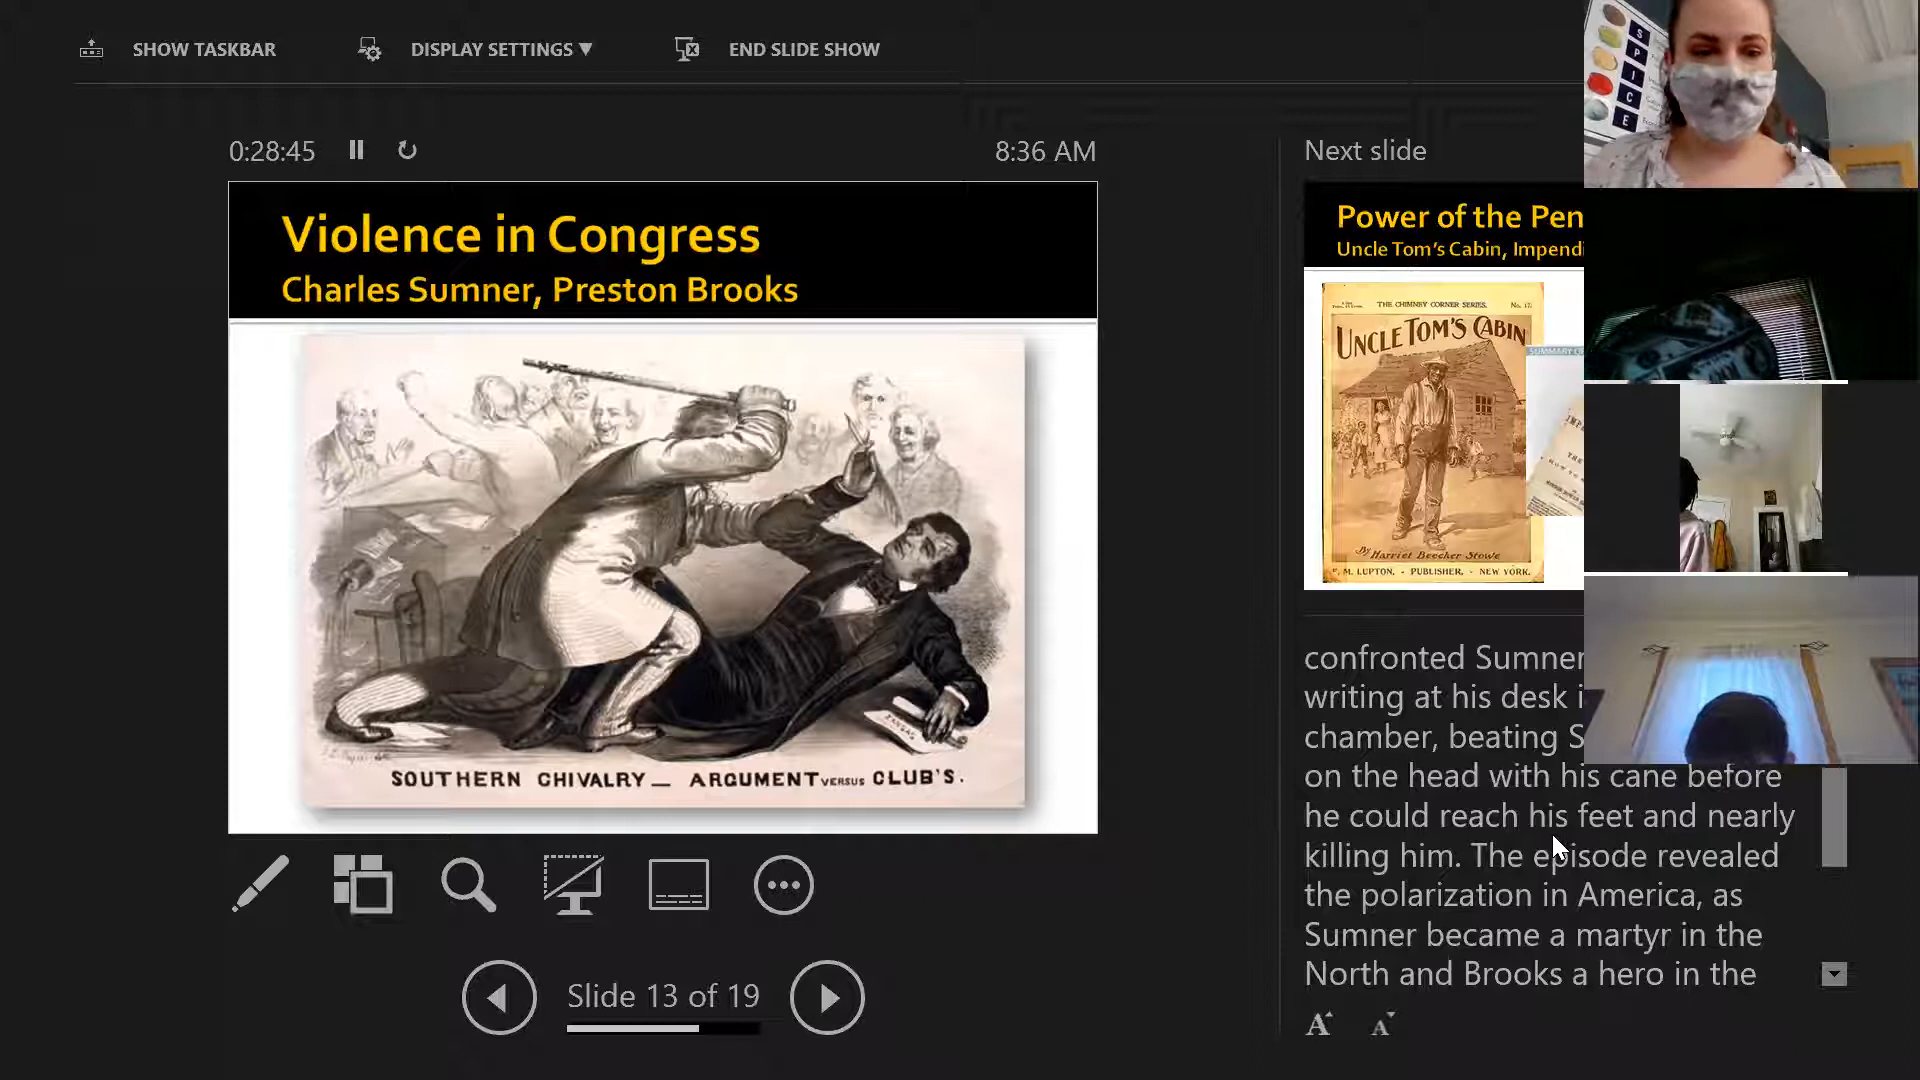 SHOW TASKBAR
DISPLAY SETTINGS ▼
END SLIDE SHOW
0:28:45
8:36 AM
Violence in Congress
Charles Sumner, Preston Brooks
KANSAS
SOUTHERN CHIVALRY — ARGUMENT VERSUS CLUB'S.
Slide 13 of 19
Next slide
Power of the Pen
Uncle Tom's Cabin, Impendi
THE CHIMNEY CORNER SERIES.
No. 17.
UNCLE TOM'S CABIN
By Harriet Beecher Stowe
M. LUPTON, - PUBLISHER, - NEW YORK.
SUMMARY OF
confronted Sumner
writing at his desk i
chamber, beating S
on the head with his cane before
he could reach his feet and nearly
killing him. The episode revealed
the polarization in America, as
Sumner became a martyr in the
North and Brooks a hero in the
A
A
S
P
I
C
E